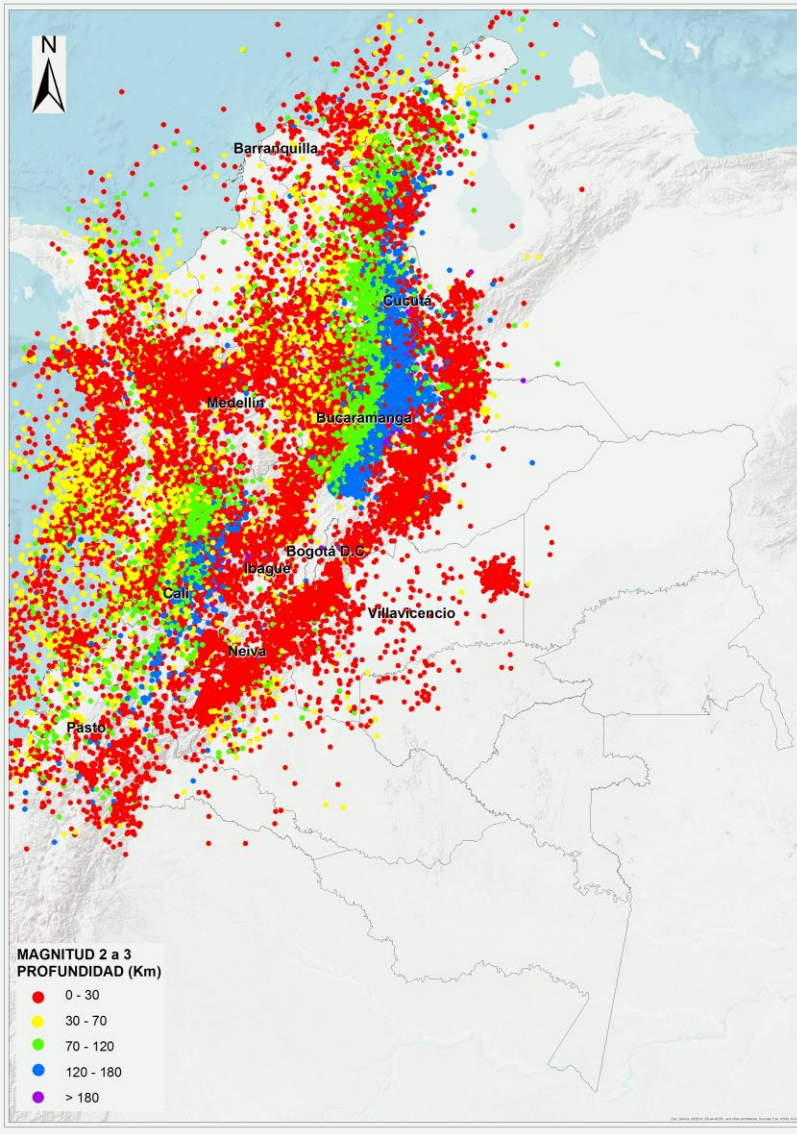 N
Barranquilla
Cucutá
Medellín
Bucaramanga
Bogotá D.C.
Ibagué
Cali
Villavicencio
Neiva
Pasto
MAGNITUD 2 a 3
PROFUNDIDAD (Km)
0 - 30
30 - 70
70 - 120
120 - 180
> 180